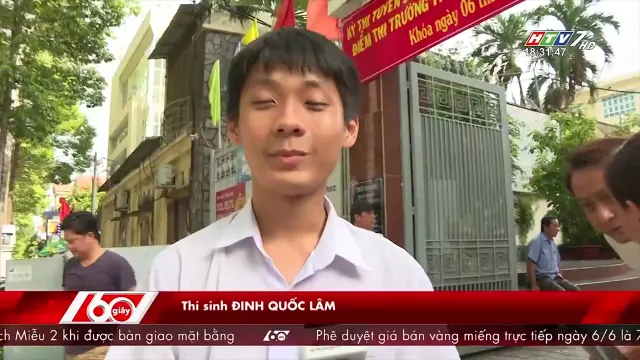 KỲ THI TUYỂN
ĐIỂM THI TRƯỜNG
Khóa ngày 06
HTV7 HD
18:31:47
60 giây
Thí sinh ĐINH QUỐC LÂM
ch Miễu 2 khi được bàn giao mặt bằng
60
Phê duyệt giá bán vàng miếng trực tiếp ngày 6/6 là 7